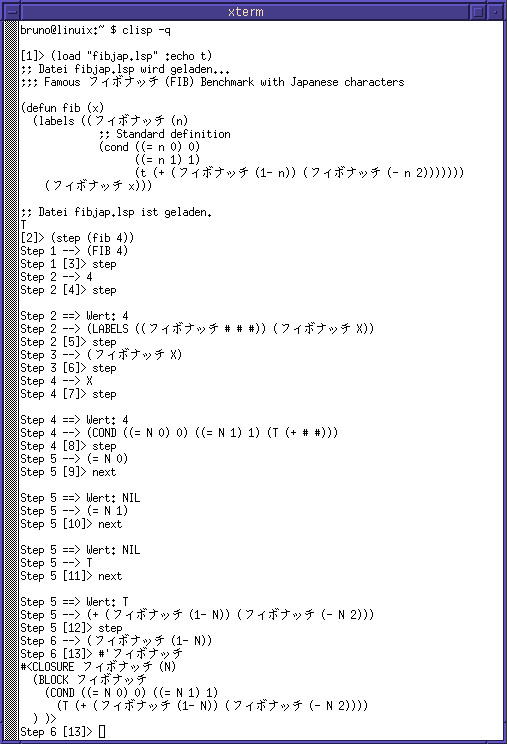 xterm
bruno@linuix:~ $ clisp -q
[1]> (load "fibjap.lsp" :echo t)
;; Datei fibjap.lsp wird geladen...
;;; Famous フィボナッチ (FIB) Benchmark with Japanese characters
(defun fib (x)
  (labels ((フィボナッチ (n)
             ;; Standard definition
             (cond ((= n 0) 0)
                   ((= n 1) 1)
                   (t (+ (フィボナッチ (1- n)) (フィボナッチ (- n 2)))))))
    (フィボナッチ x)))
;; Datei fibjap.lsp ist geladen.
T
[2]> (step (fib 4))
Step 1 --> (FIB 4)
Step 1 [3]> step
Step 2 --> 4
Step 2 [4]> step
Step 2 ==> Wert: 4
Step 2 --> (LABELS ((フィボナッチ # # #)) (フィボナッチ X))
Step 2 [5]> step
Step 3 --> (フィボナッチ X)
Step 3 [6]> step
Step 4 --> X
Step 4 [7]> step
Step 4 ==> Wert: 4
Step 4 --> (COND ((= N 0) 0) ((= N 1) 1) (T (+ # #)))
Step 4 [8]> step
Step 5 --> (= N 0)
Step 5 [9]> next
Step 5 ==> Wert: NIL
Step 5 --> (= N 1)
Step 5 [10]> next
Step 5 ==> Wert: NIL
Step 5 --> T
Step 5 [11]> next
Step 5 ==> Wert: T
Step 5 --> (+ (フィボナッチ (1- N)) (フィボナッチ (- N 2)))
Step 5 [12]> step
Step 6 --> (フィボナッチ (1- N))
Step 6 [13]> #'フィボナッチ
#<CLOSURE フィボナッチ (N)
  (BLOCK フィボナッチ
    (COND ((= N 0) 0) ((= N 1) 1)
      (T (+ (フィボナッチ (1- N)) (フィボナッチ (- N 2))))
  ) )>
Step 6 [13]>